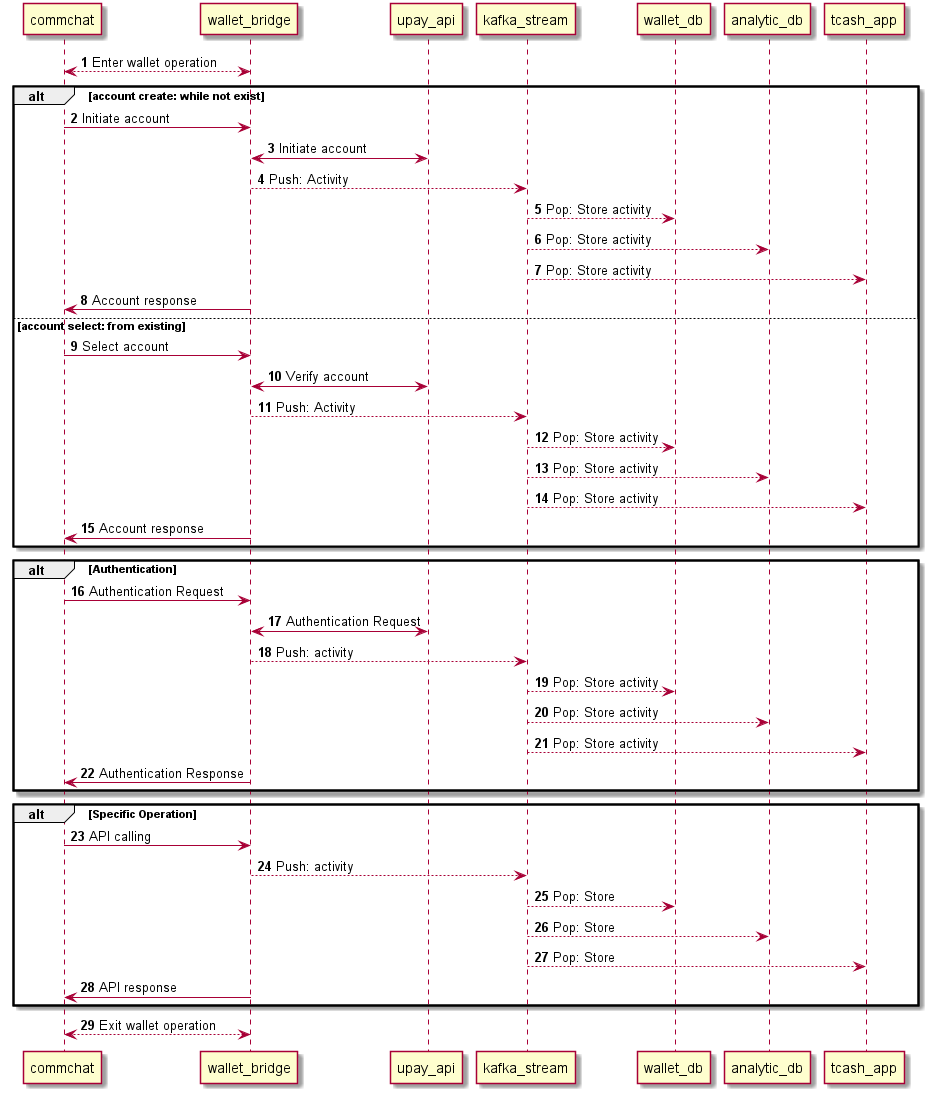 commchat wallet_bridge upay_api kafka_stream wallet_db analytic_db tcash_app
1 Enter wallet operation
alt [account create: while not exist]
2 Initiate account
3 Initiate account
4 Push: Activity
5 Pop: Store activity
6 Pop: Store activity
7 Pop: Store activity
8 Account response
[account select: from existing]
9 Select account
10 Verify account
11 Push: Activity
12 Pop: Store activity
13 Pop: Store activity
14 Pop: Store activity
15 Account response
alt [Authentication]
16 Authentication Request
17 Authentication Request
18 Push: activity
19 Pop: Store activity
20 Pop: Store activity
21 Pop: Store activity
22 Authentication Response
alt [Specific Operation]
23 API calling
24 Push: activity
25 Pop: Store
26 Pop: Store
27 Pop: Store
28 API response
29 Exit wallet operation
commchat wallet_bridge upay_api kafka_stream wallet_db analytic_db tcash_app